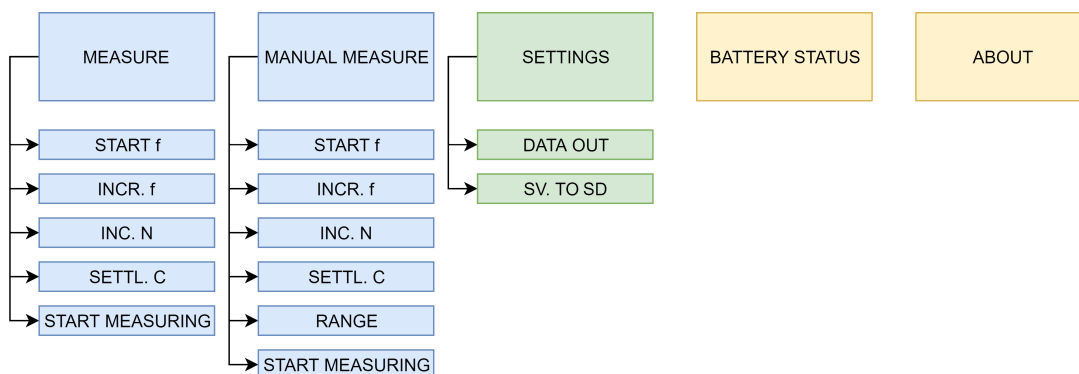 MEASURE
START f
INCR. f
INC. N
SETTL. C
START MEASURING
MANUAL MEASURE
START f
INCR. f
INC. N
SETTL. C
RANGE
START MEASURING
SETTINGS
DATA OUT
SV. TO SD
BATTERY STATUS
ABOUT